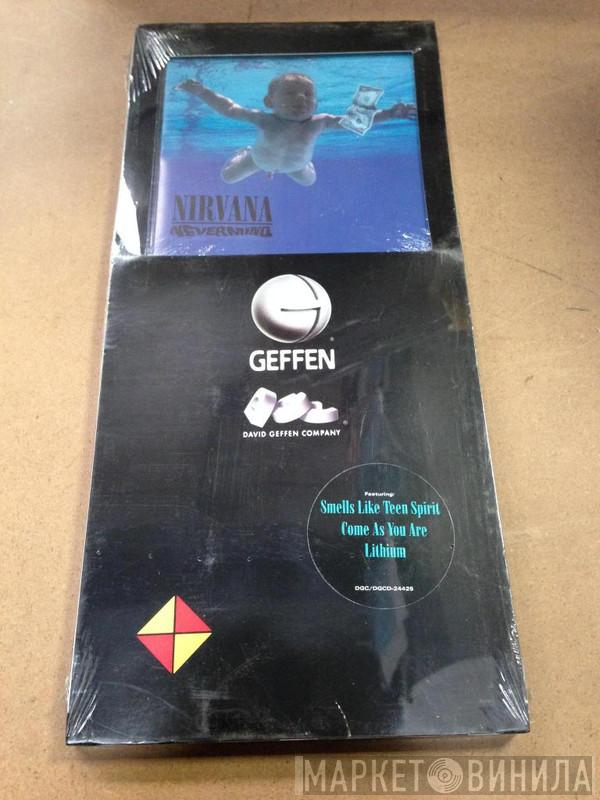 NIRVANA
NEVERMIND
GEFFEN
DAVID GEFFEN COMPANY
Featuring:
Smells Like Teen Spirit
Come As You Are
Lithium
DGC/DGCD-24425
МАРКЕТ ВИНИЛА